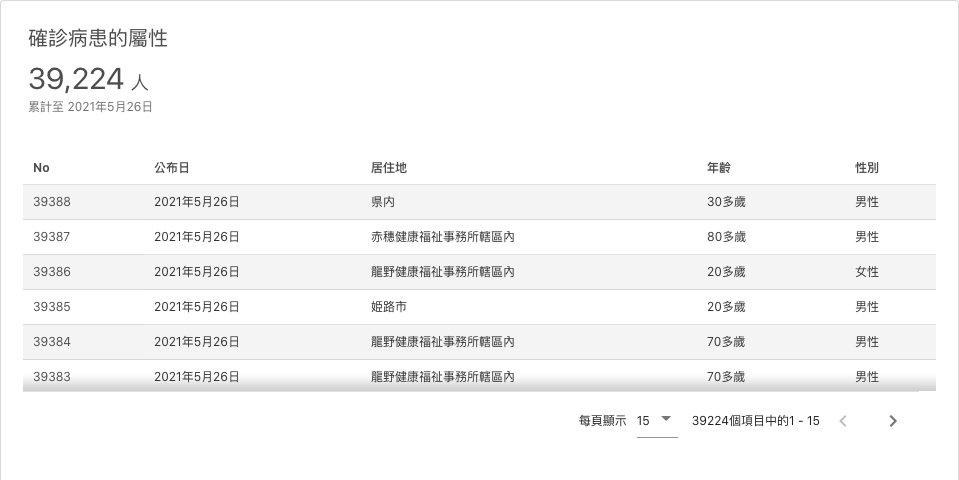 確診病患的屬性
39,224 人
累計至 2021年5月26日
No 公布日 居住地 年齡 性別
39388 2021年5月26日 県内 30多歲 男性
39387 2021年5月26日 赤穗健康福祉事務所轄區內 80多歲 男性
39386 2021年5月26日 龍野健康福祉事務所轄區內 20多歲 女性
39385 2021年5月26日 姫路市 20多歲 男性
39384 2021年5月26日 龍野健康福祉事務所轄區內 70多歲 男性
39383 2021年5月26日 龍野健康福祉事務所轄區內 70多歲 男性
每頁顯示 15 39224個項目中的1 - 15